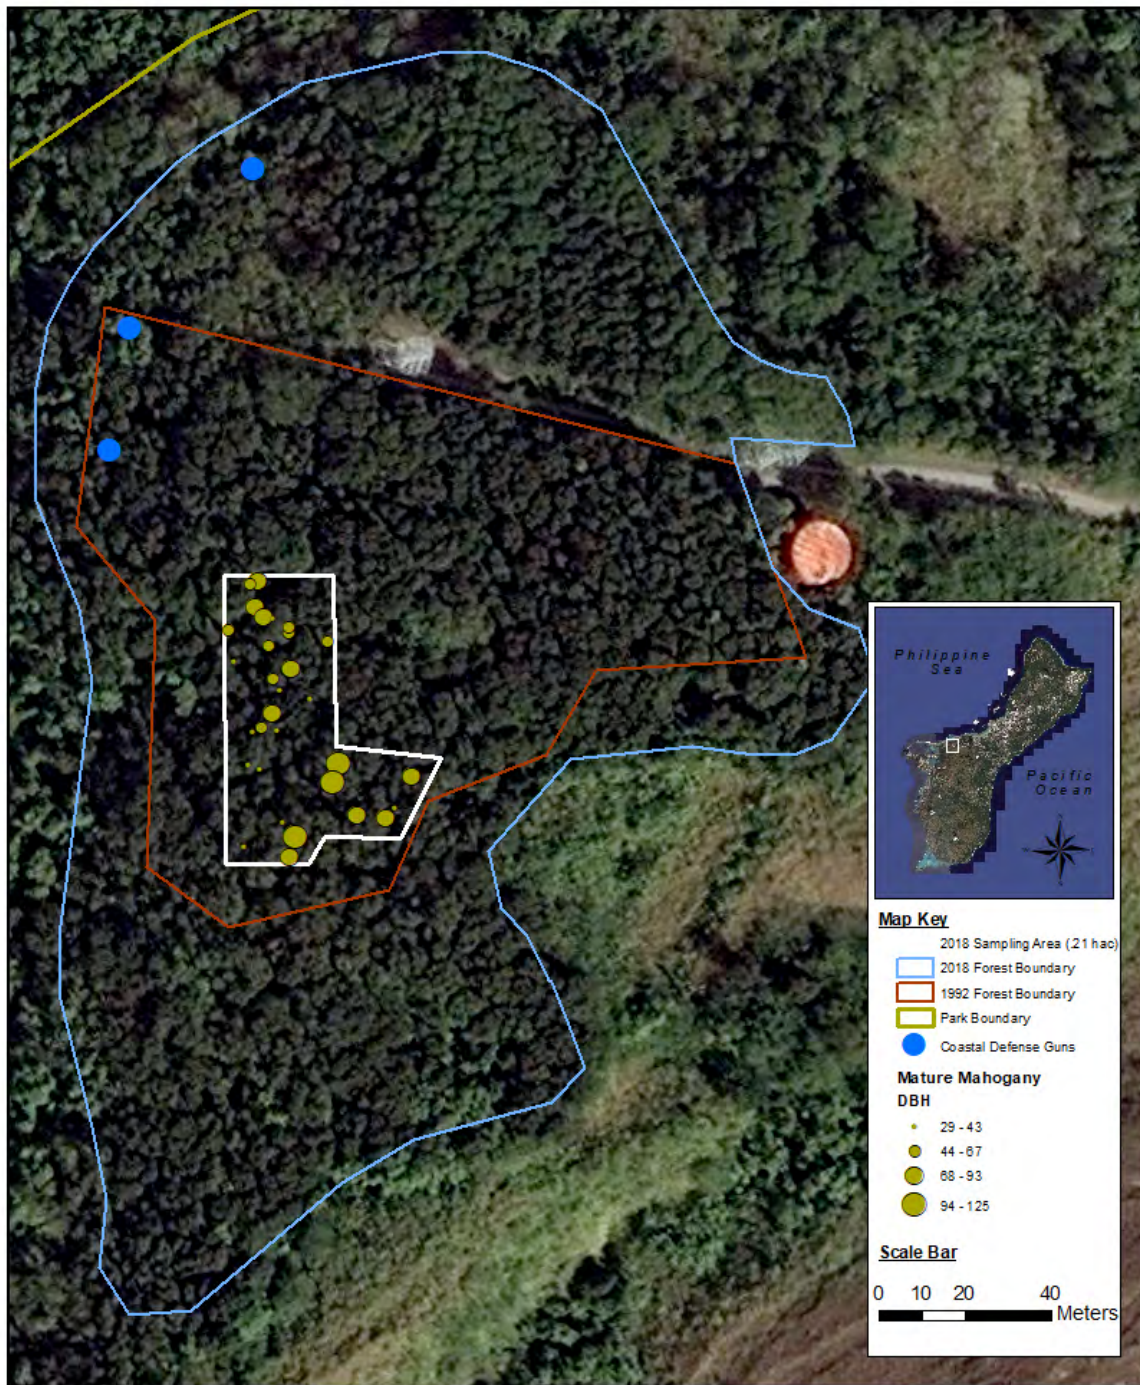 Philippine
Sea
Pacific
Ocean
Map Key
2018 Sampling Area (.21 hac)
2018 Forest Boundary
1992 Forest Boundary
Park Boundary
Coastal Defense Guns
Mature Mahogany
DBH
29 - 43
44 - 67
68 - 93
94 - 125
Scale Bar
0 10 20 40
Meters